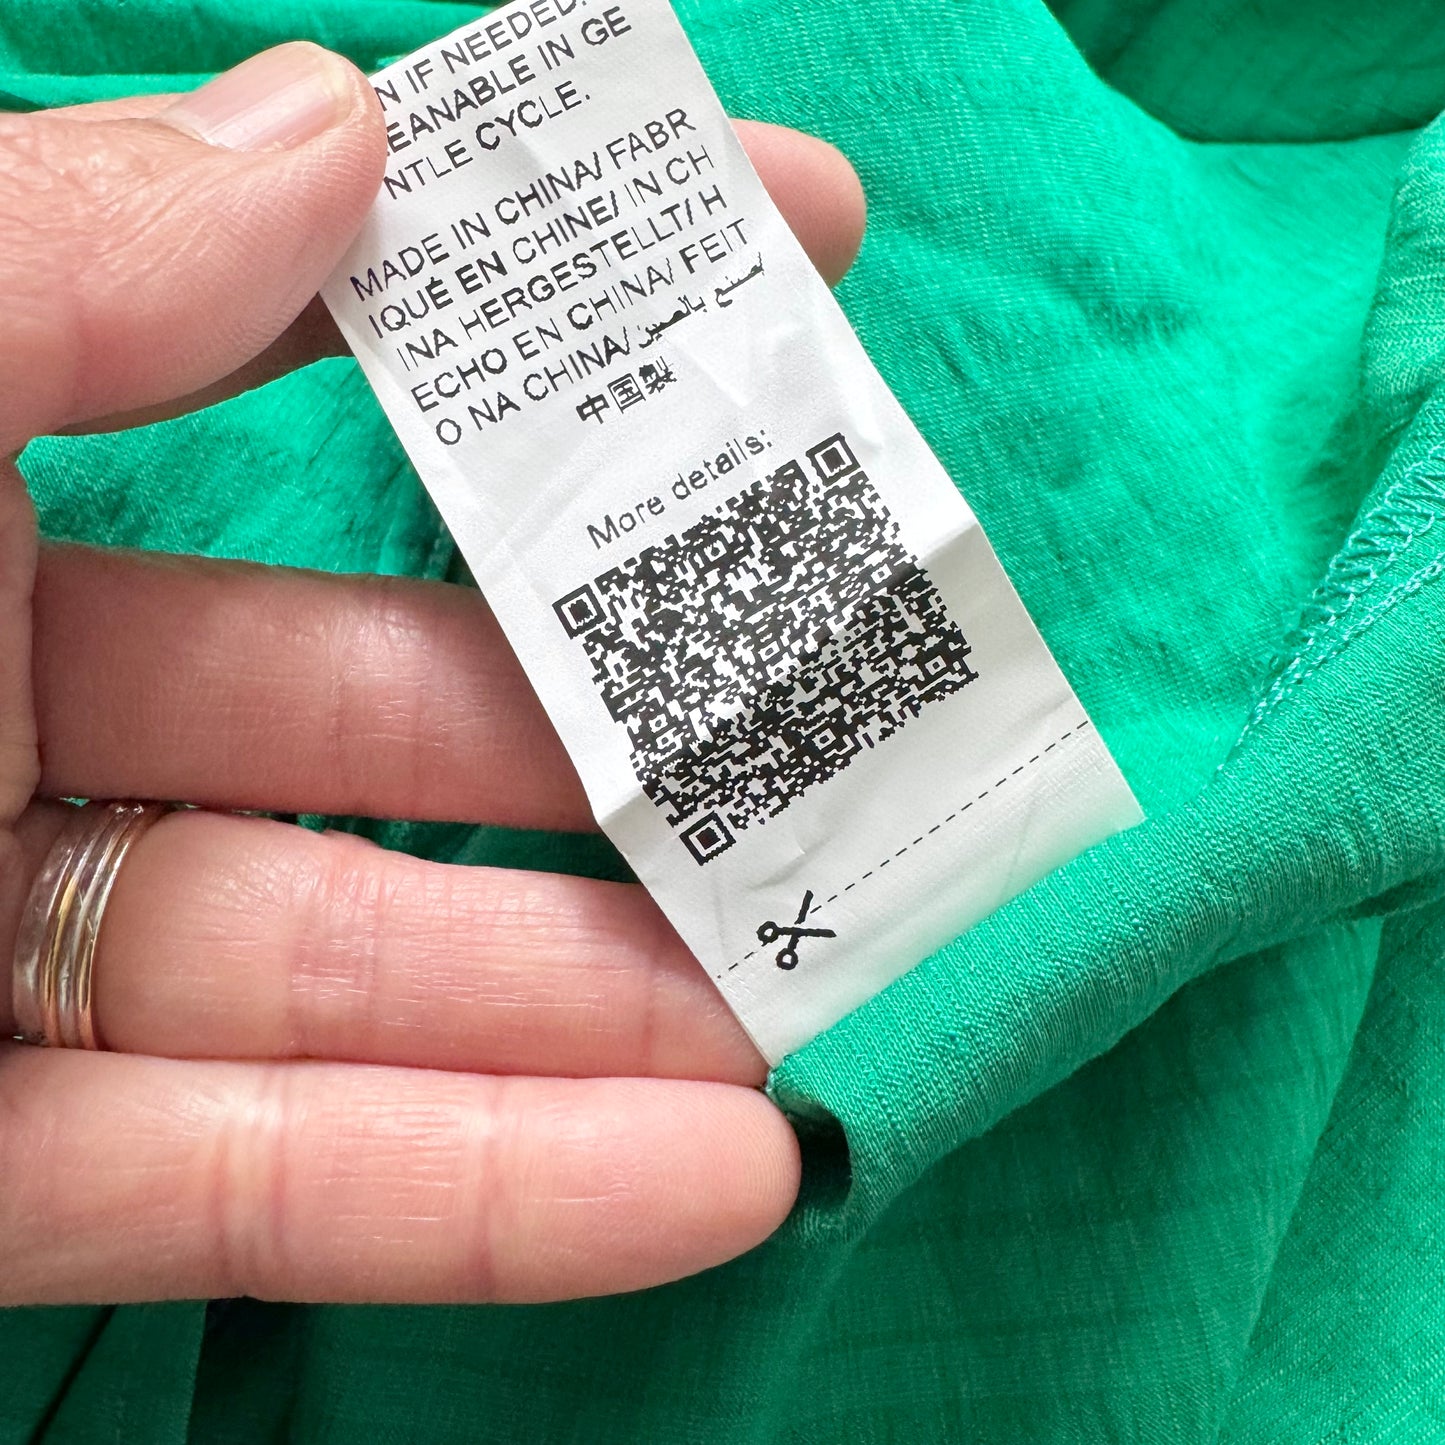 N IF NEEDED.
EANABLE IN GE
NTLE CYCLE.
MADE IN CHINA/ FABR
IQUÉ EN CHINE/ IN CH
INA HERGESTELLT/ H
ECHO EN CHINA/ FEIT
O NA CHINA/ صنع بالصين/
中国製
More details: